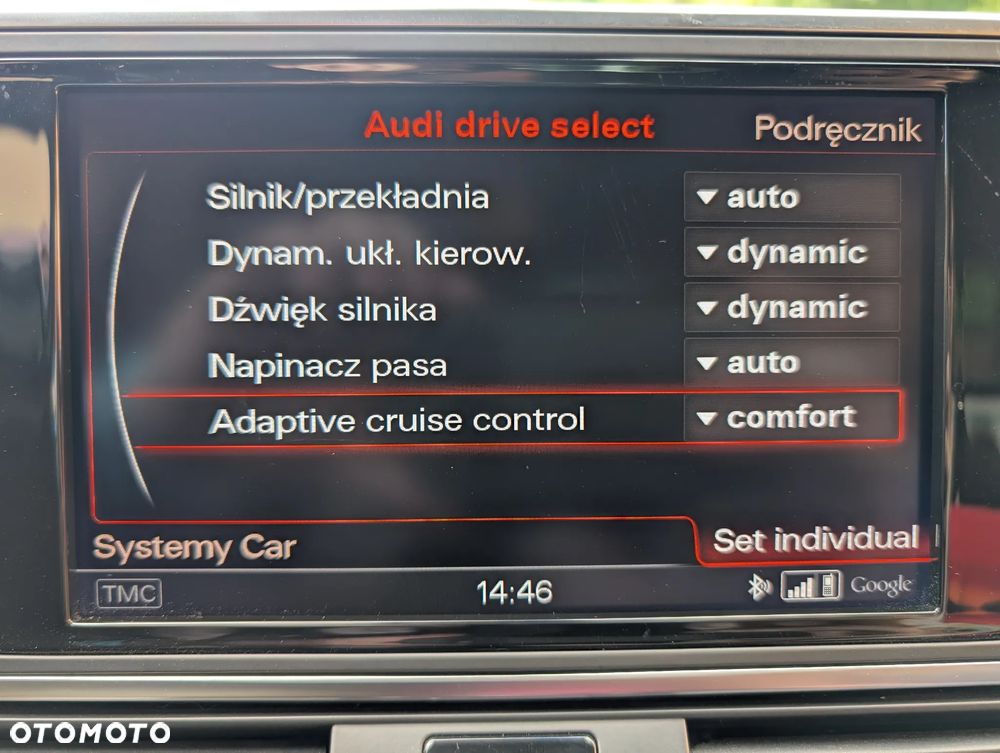 Audi drive select
Podręcznik
Silnik/przekładnia ▼ auto
Dynam. ukł. kierow. ▼ dynamic
Dźwięk silnika ▼ dynamic
Napinacz pasa ▼ auto
Adaptive cruise control ▼ comfort
Systemy Car
Set individual
TMC
14:46
Google
OTOMOTO